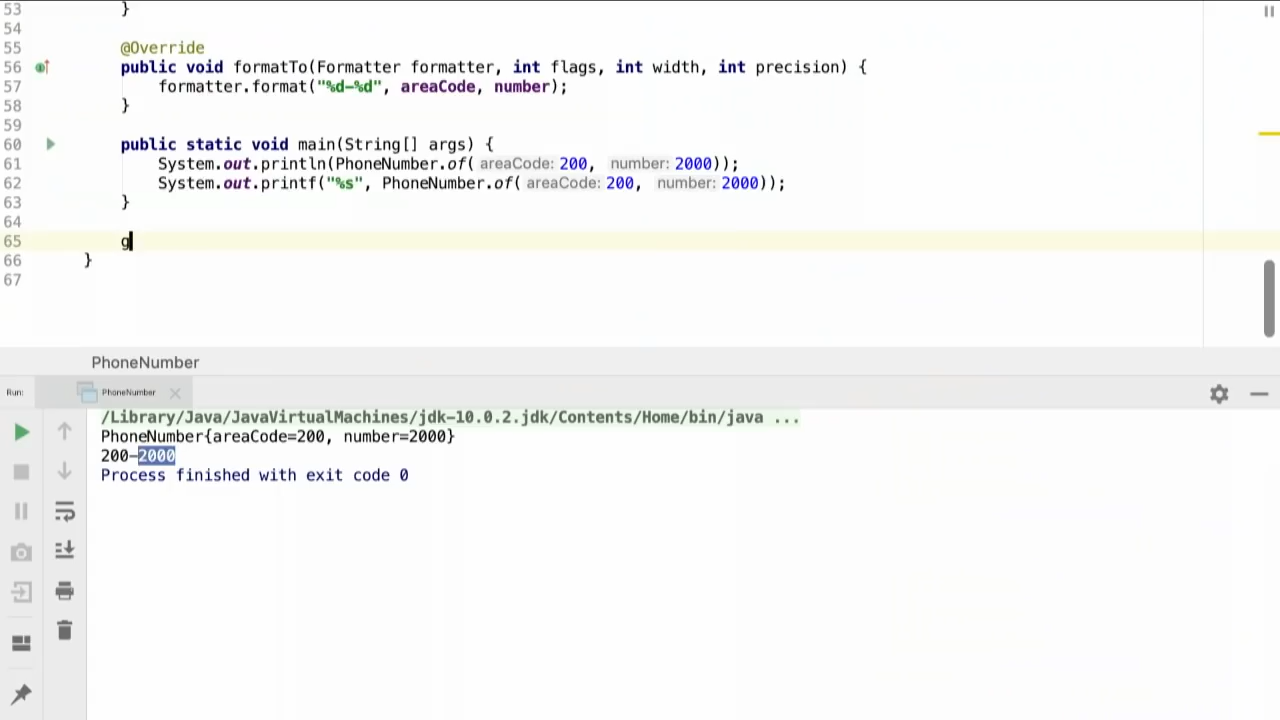 53 }
54
55 @Override
56 public void formatTo(Formatter formatter, int flags, int width, int precision) {
57 formatter.format("%d-%d", areaCode, number);
58 }
59
60 public static void main(String[] args) {
61 System.out.println(PhoneNumber.of( areaCode: 200, number: 2000));
62 System.out.printf("%s", PhoneNumber.of( areaCode: 200, number: 2000));
63 }
64
65 g
66 }
67
PhoneNumber
Run: PhoneNumber
/Library/Java/JavaVirtualMachines/jdk-10.0.2.jdk/Contents/Home/bin/java ...
PhoneNumber{areaCode=200, number=2000}
200-2000
Process finished with exit code 0